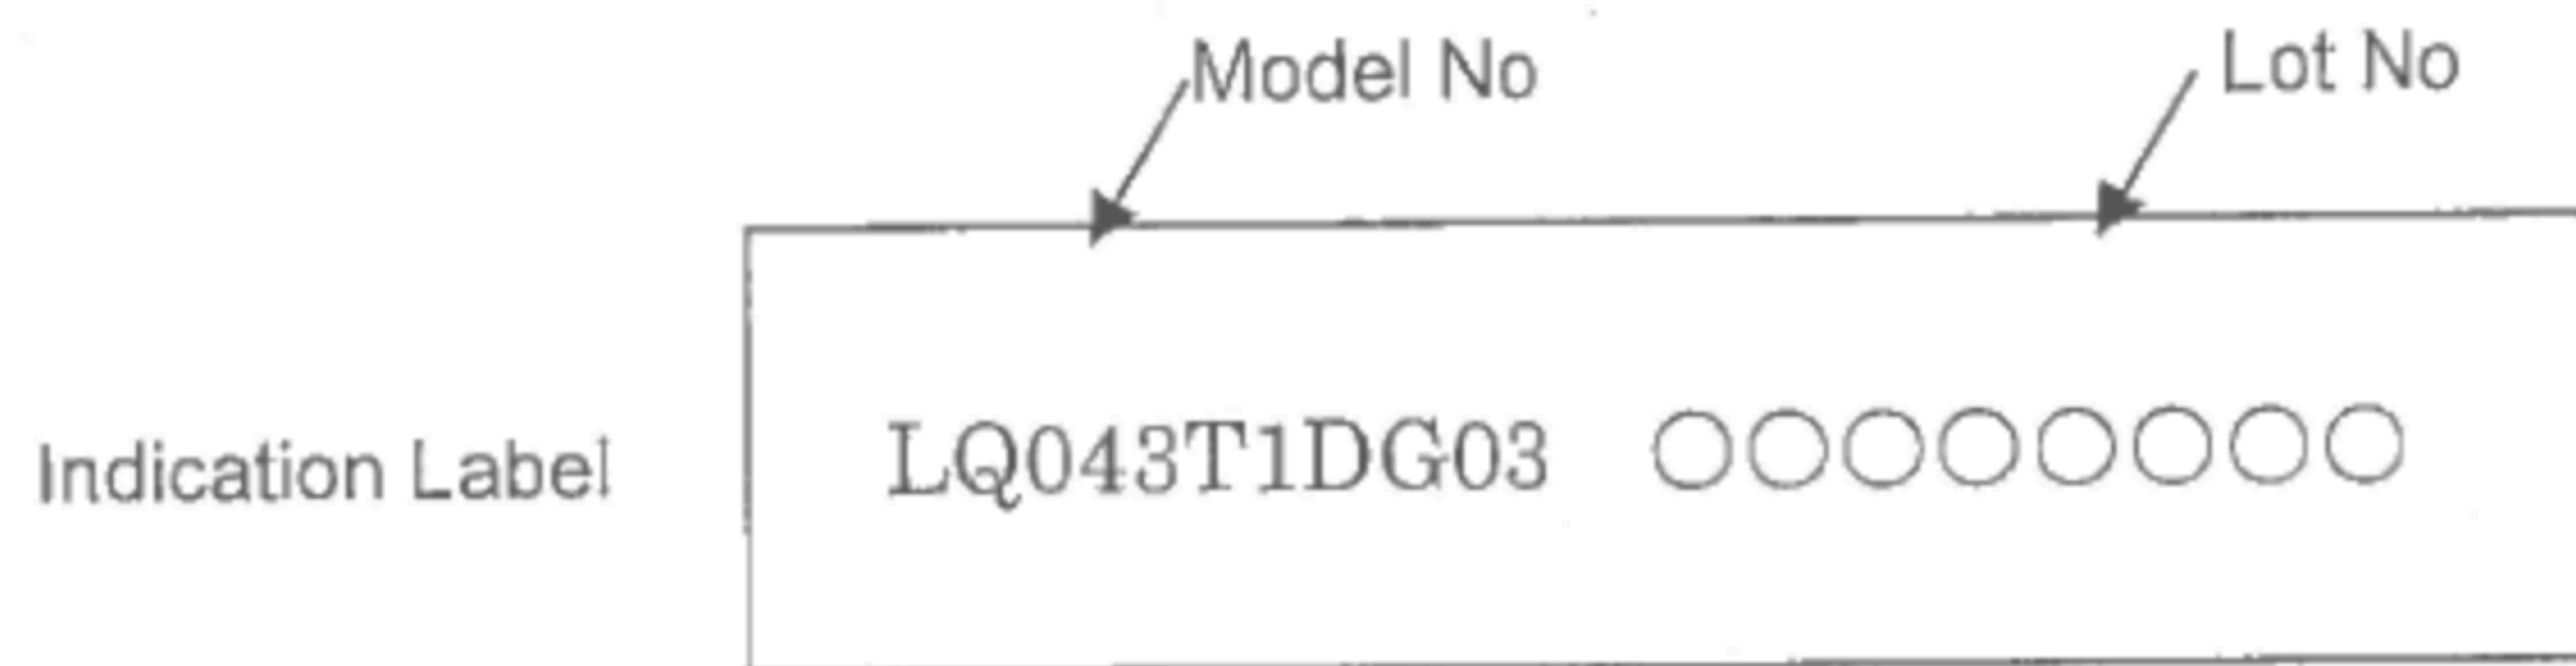 Model No
Lot No
Indication Label
LQ043T1DG03 ○○○○○○○○